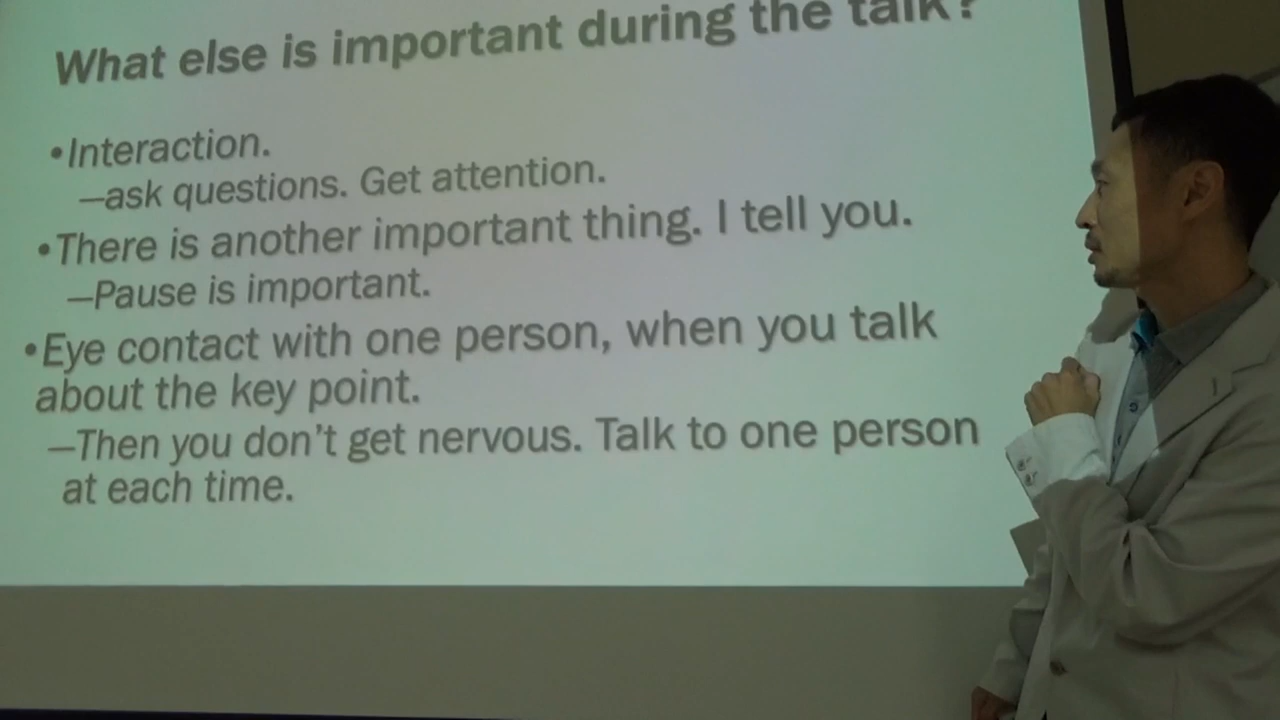 What else is important during the talk?
•Interaction.
–ask questions. Get attention.
•There is another important thing. I tell you.
–Pause is important.
•Eye contact with one person, when you talk
about the key point.
–Then you don't get nervous. Talk to one person
at each time.